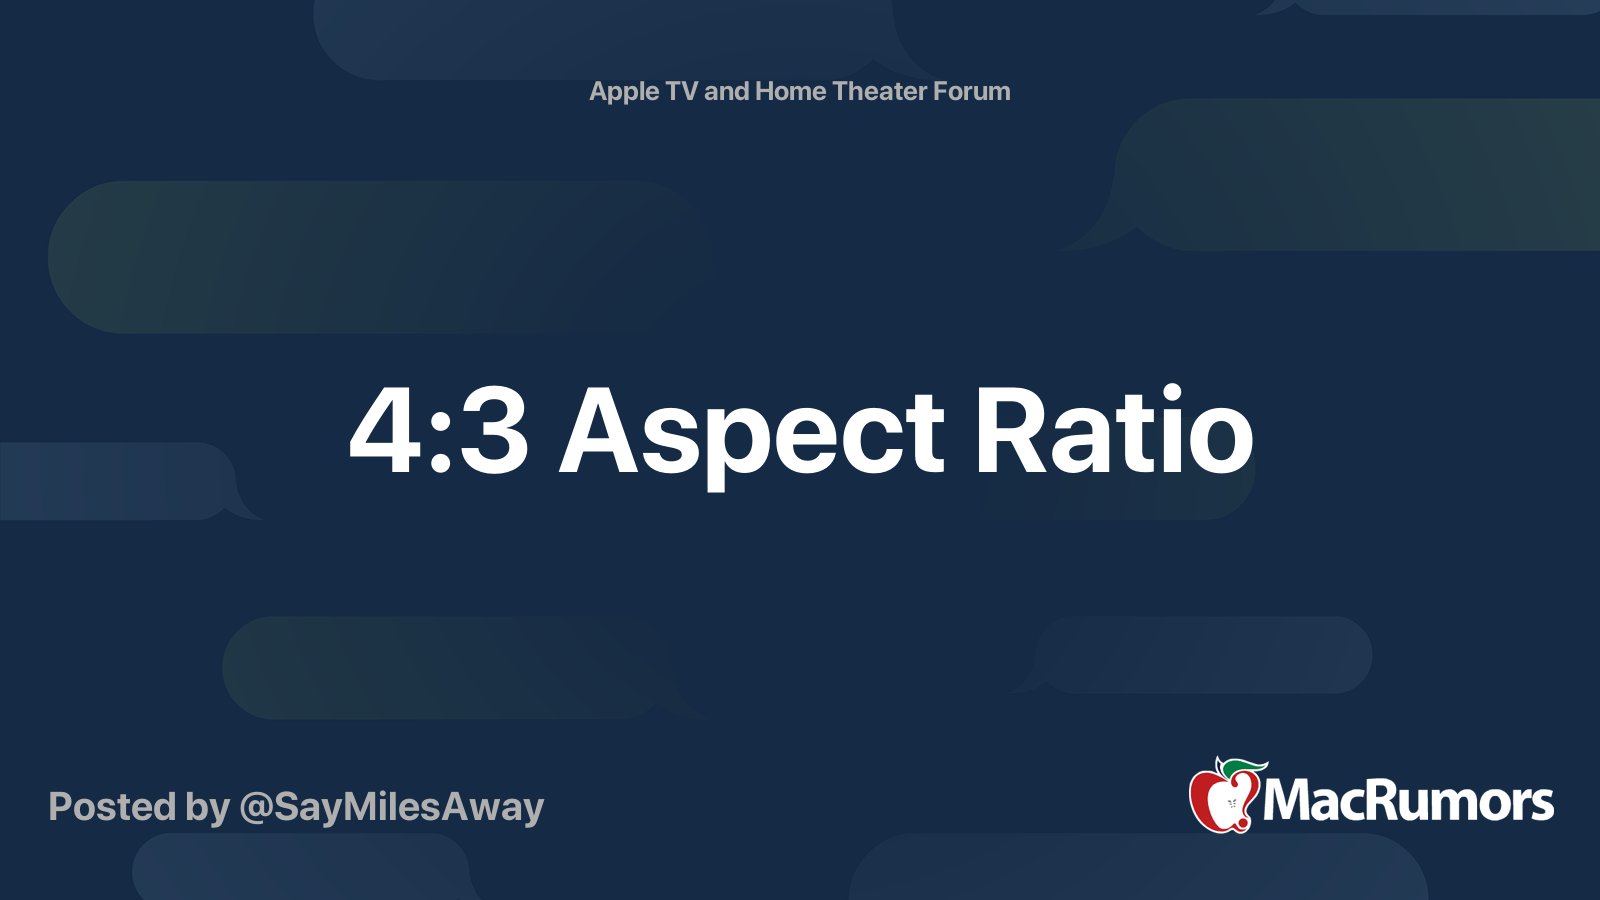 Apple TV and Home Theater Forum
4:3 Aspect Ratio
Posted by @SayMilesAway
MacRumors